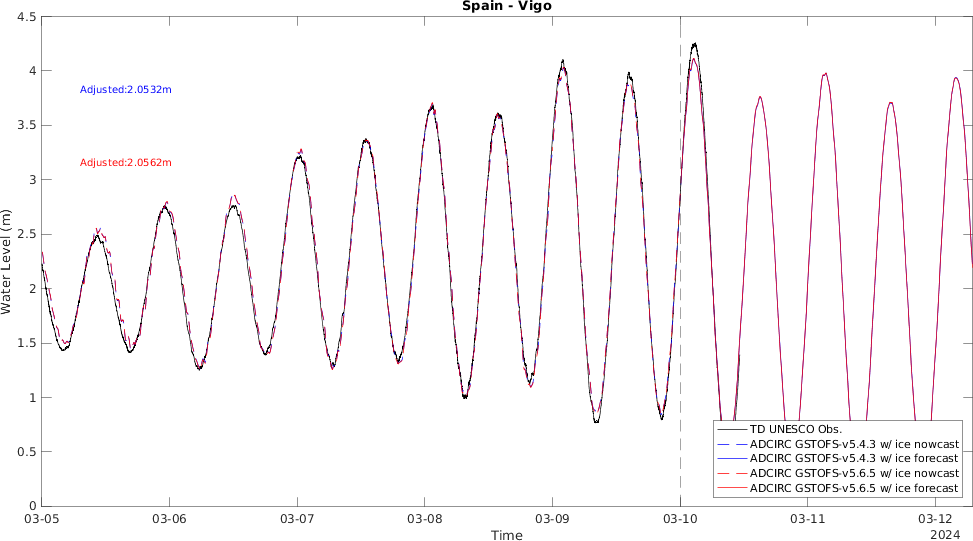 Spain - Vigo
4.5
4
3.5
3
2.5
2
1.5
1
0.5
0
Water Level (m)
Adjusted:2.0532m
Adjusted:2.0562m
TD UNESCO Obs.
ADCIRC GSTOFS-v5.4.3 w/ ice nowcast
ADCIRC GSTOFS-v5.4.3 w/ ice forecast
ADCIRC GSTOFS-v5.6.5 w/ ice nowcast
ADCIRC GSTOFS-v5.6.5 w/ ice forecast
03-05 03-06 03-07 03-08 03-09 03-10 03-11 03-12
Time
2024